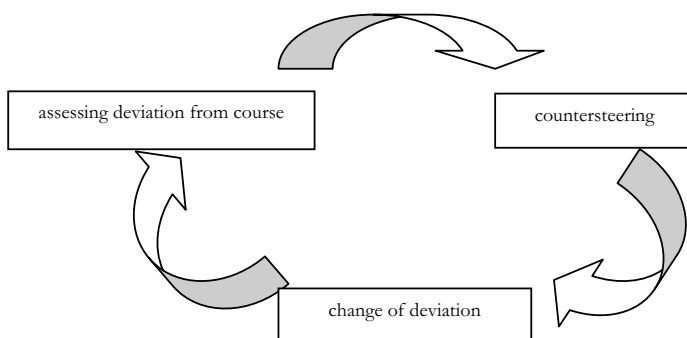 assessing deviation from course
countersteering
change of deviation